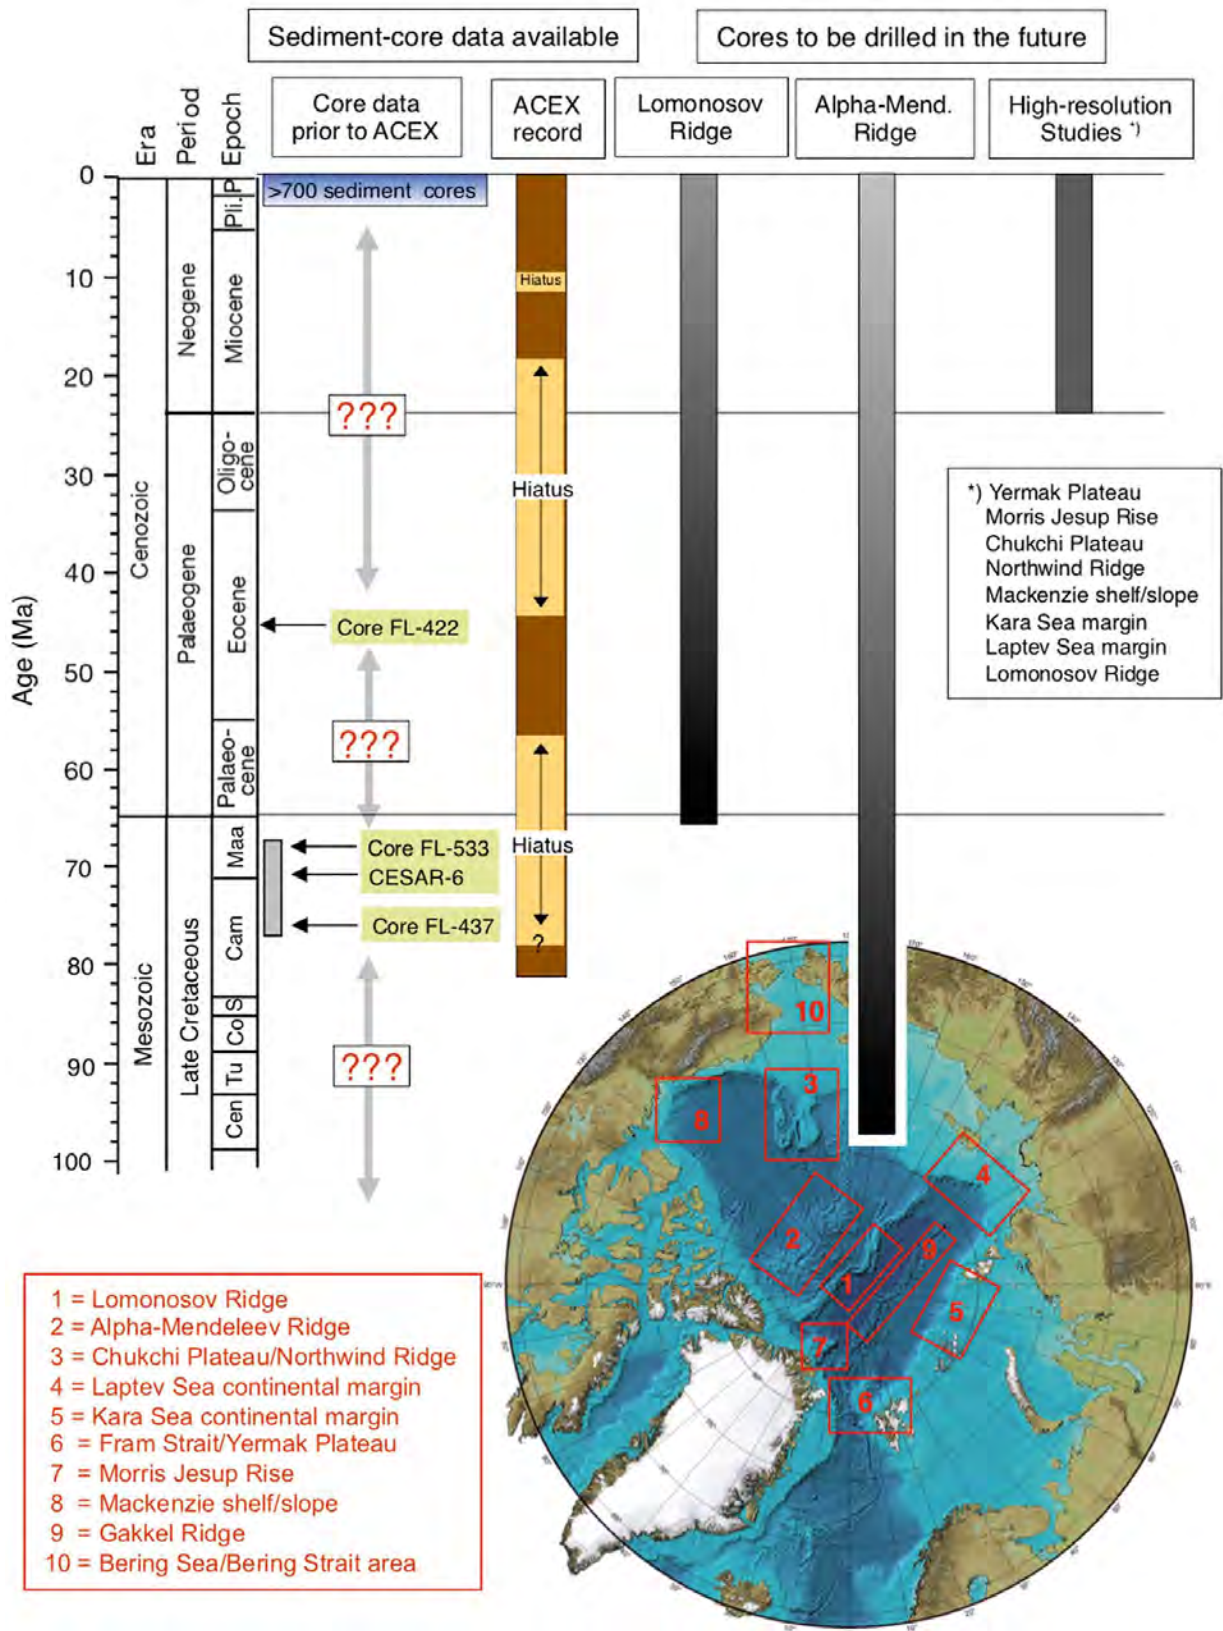 Sediment-core data available
Cores to be drilled in the future
Era
Period
Epoch
Core data
prior to ACEX
ACEX
record
Lomonosov
Ridge
Alpha-Mend.
Ridge
High-resolution
Studies *)
Age (Ma)
0
10
20
30
40
50
60
70
80
90
100
Cenozoic
Mesozoic
Neogene
Palaeogene
Late Cretaceous
P
Pli.
Miocene
Oligo-
cene
Eocene
Palaeo-
cene
Maa
Cam
S
Co
Tu
Cen
>700 sediment cores
???
Core FL-422
???
Core FL-533
CESAR-6
Core FL-437
???
Hiatus
Hiatus
Hiatus
?
*) Yermak Plateau
Morris Jesup Rise
Chukchi Plateau
Northwind Ridge
Mackenzie shelf/slope
Kara Sea margin
Laptev Sea margin
Lomonosov Ridge
10
3
8
4
2
9
1
5
7
6
1 = Lomonosov Ridge
2 = Alpha-Mendeleev Ridge
3 = Chukchi Plateau/Northwind Ridge
4 = Laptev Sea continental margin
5 = Kara Sea continental margin
6 = Fram Strait/Yermak Plateau
7 = Morris Jesup Rise
8 = Mackenzie shelf/slope
9 = Gakkel Ridge
10 = Bering Sea/Bering Strait area